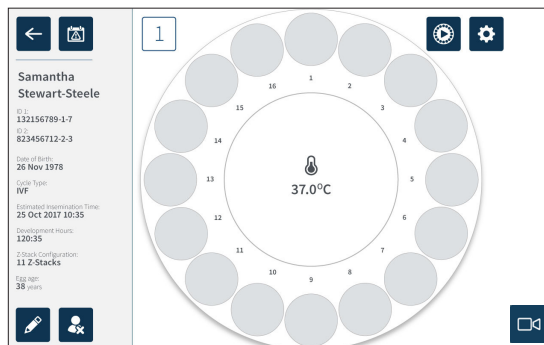 Samantha
Stewart-Steele
ID 1:
132156789-1-7
ID 2:
823456712-2-3
Date of Birth:
26 Nov 1978
Cycle Type:
IVF
Estimated Insemination Time:
25 Oct 2017 10:35
Development Hours:
120:35
Z-Stack Configuration:
11 Z-Stacks
Egg age:
38 years
1
1
2
3
4
5
6
7
8
9
10
11
12
13
14
15
16
37.0°C